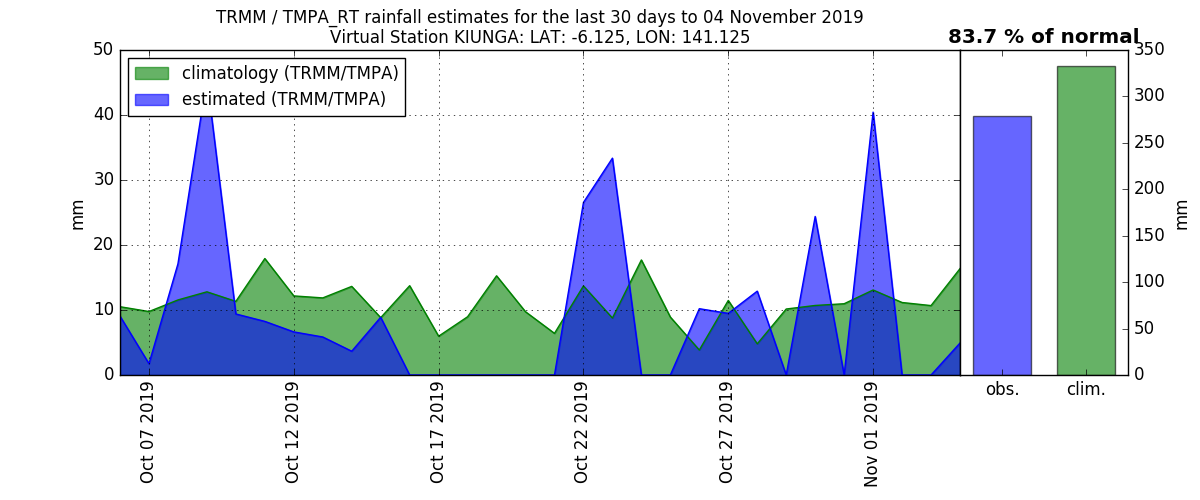 TRMM / TMPA_RT rainfall estimates for the last 30 days to 04 November 2019
Virtual Station KIUNGA: LAT: -6.125, LON: 141.125
83.7 % of normal
climatology (TRMM/TMPA)
estimated (TRMM/TMPA)
50
40
30
20
10
0
mm
Oct 07 2019
Oct 12 2019
Oct 17 2019
Oct 22 2019
Oct 27 2019
Nov 01 2019
obs.
clim.
350
300
250
200
150
100
50
0
mm